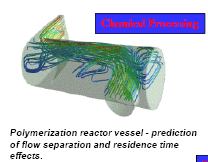 Chemical Processing
Polymerization reactor vessel - prediction
of flow separation and residence time
effects.